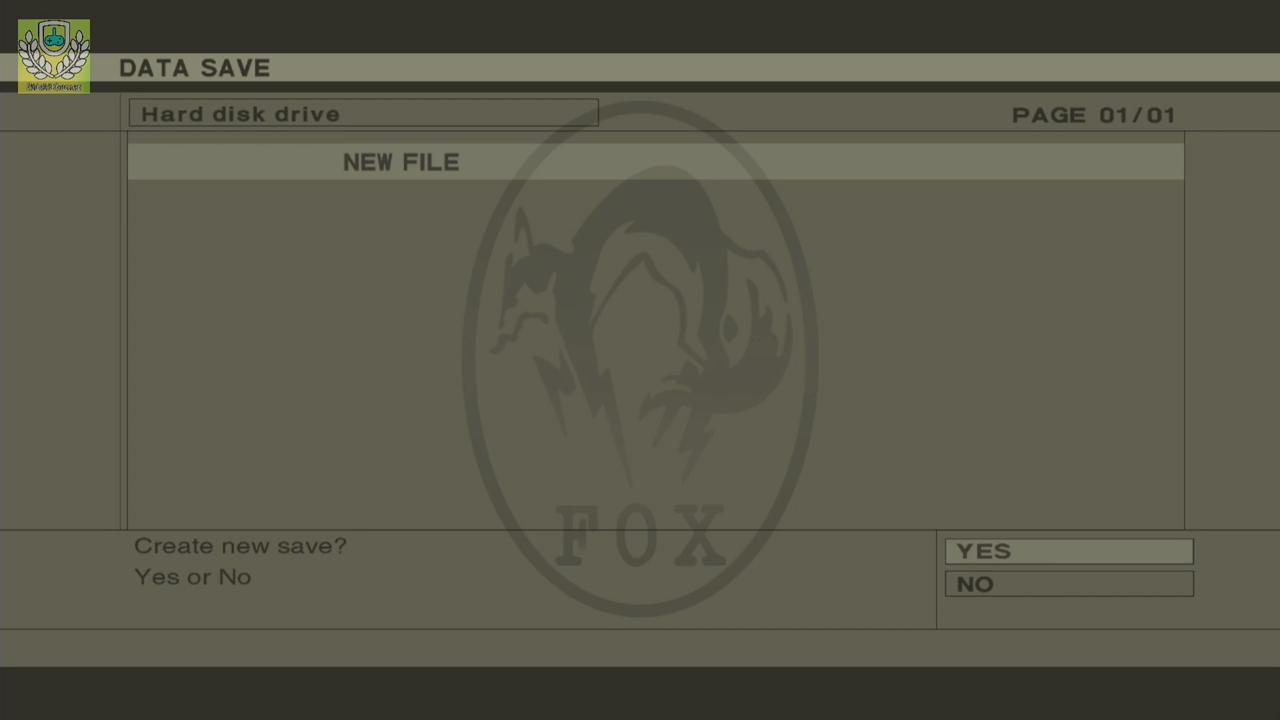 DATA SAVE
Hard disk drive
PAGE 01/01
NEW FILE
FOX
Create new save?
Yes or No
YES
NO